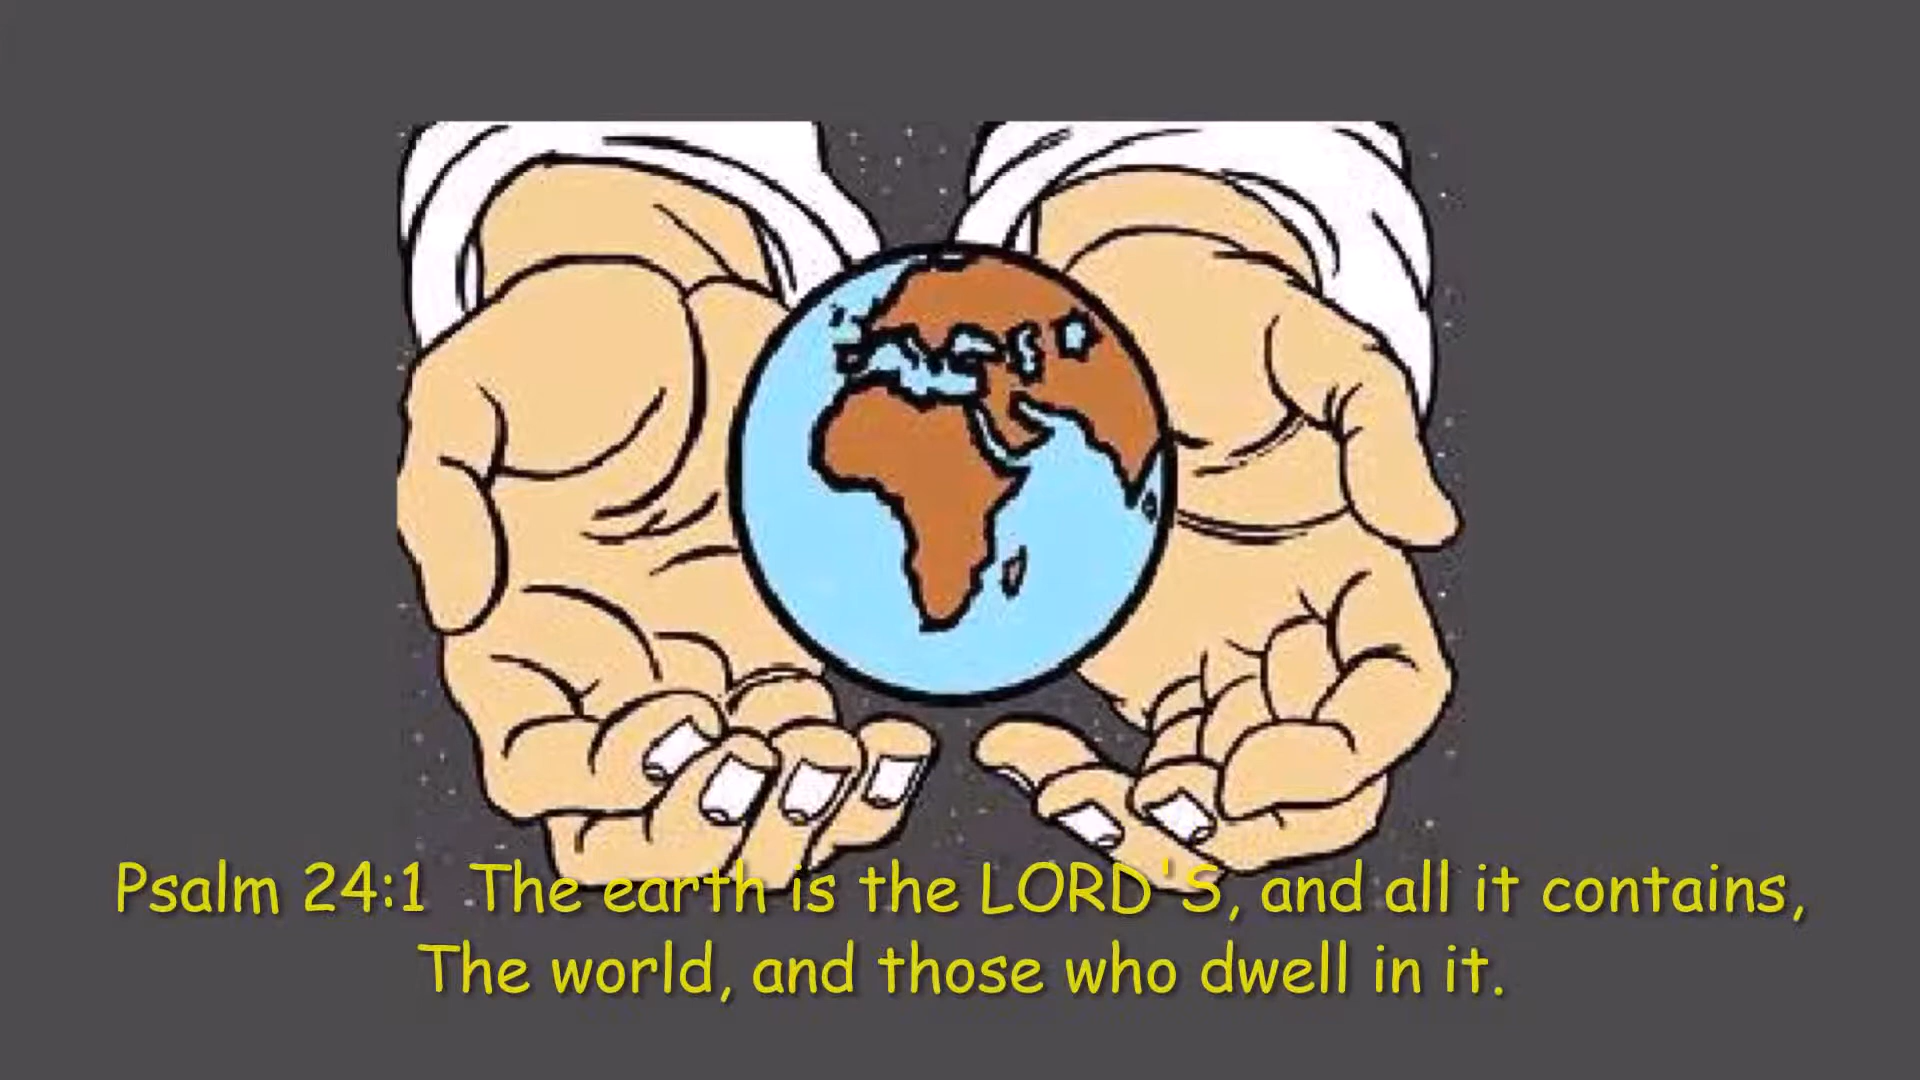 Psalm 24:1 The earth is the LORD'S, and all it contains,
The world, and those who dwell in it.